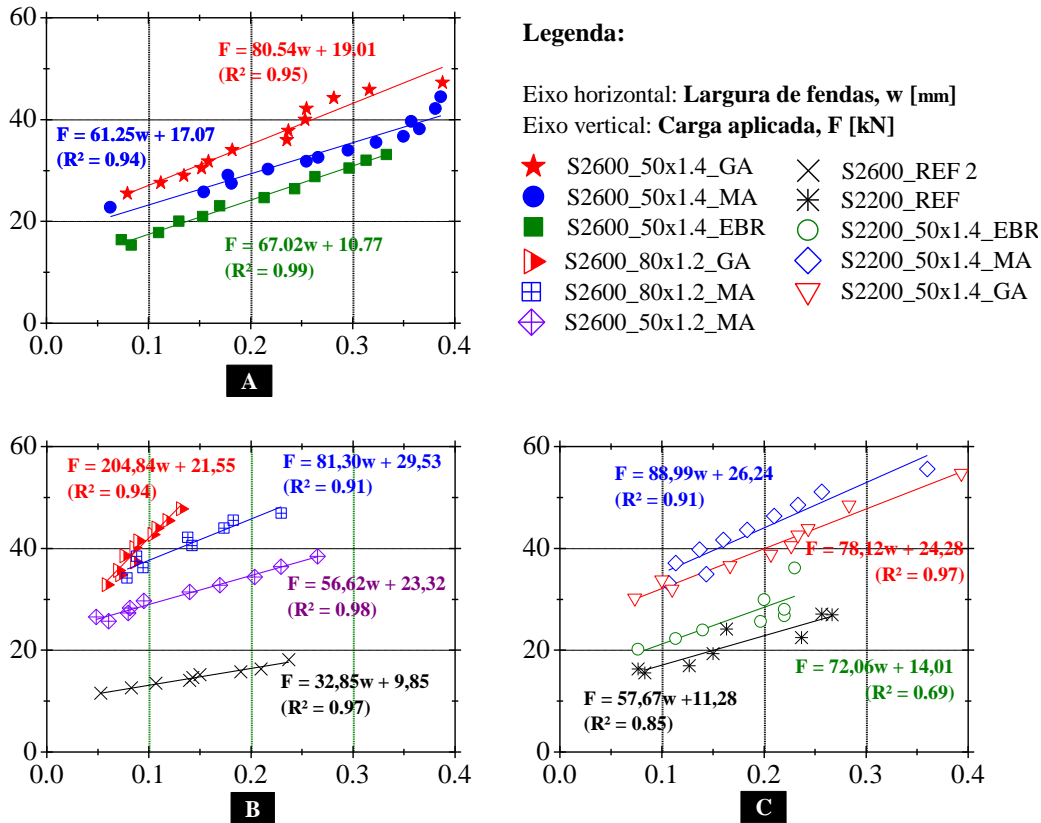 60
40
20
0
0.0 0.1 0.2 0.3 0.4
F = 80.54w + 19.01
(R² = 0.95)
F = 61.25w + 17.07
(R² = 0.94)
F = 67.02w + 10.77
(R² = 0.99)
A
Legenda:
Eixo horizontal: Largura de fendas, w [mm]
Eixo vertical: Carga aplicada, F [kN]
S2600_50x1.4_GA
S2600_50x1.4_MA
S2600_50x1.4_EBR
S2600_80x1.2_GA
S2600_80x1.2_MA
S2600_50x1.2_MA
S2600_REF 2
S2200_REF
S2200_50x1.4_EBR
S2200_50x1.4_MA
S2200_50x1.4_GA
60
40
20
0
0.0 0.1 0.2 0.3 0.4
F = 204,84w + 21,55
(R² = 0.94)
F = 81,30w + 29,53
(R² = 0.91)
F = 56,62w + 23,32
(R² = 0.98)
F = 32,85w + 9,85
(R² = 0.97)
B
60
40
20
0
0.0 0.1 0.2 0.3 0.4
F = 88,99w + 26,24
(R² = 0.91)
F = 78,12w + 24,28
(R² = 0.97)
F = 72,06w + 14,01
(R² = 0.69)
F = 57,67w +11,28
(R² = 0.85)
C